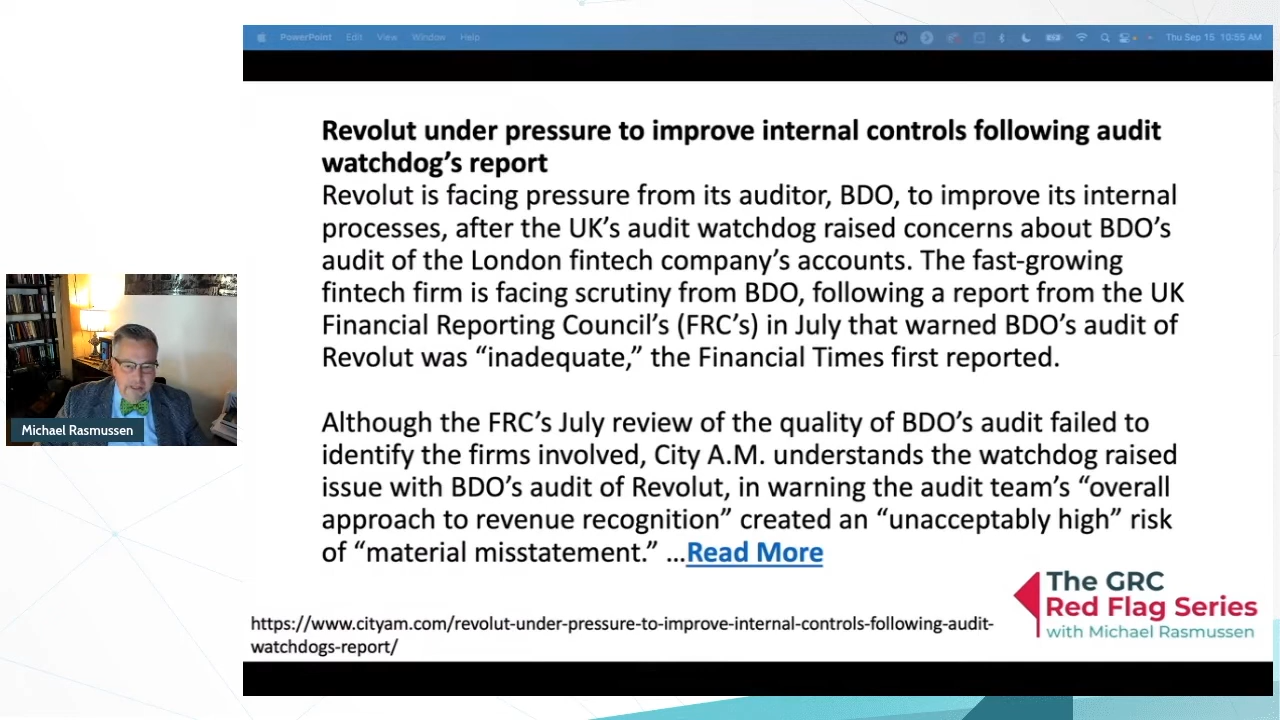 PowerPoint Edit View Window Help Thu Sep 15 10:55 AM
Revolut under pressure to improve internal controls following audit
watchdog’s report
Revolut is facing pressure from its auditor, BDO, to improve its internal
processes, after the UK’s audit watchdog raised concerns about BDO’s
audit of the London fintech company’s accounts. The fast-growing
fintech firm is facing scrutiny from BDO, following a report from the UK
Financial Reporting Council’s (FRC’s) in July that warned BDO’s audit of
Revolut was “inadequate,” the Financial Times first reported.
Although the FRC’s July review of the quality of BDO’s audit failed to
identify the firms involved, City A.M. understands the watchdog raised
issue with BDO’s audit of Revolut, in warning the audit team’s “overall
approach to revenue recognition” created an “unacceptably high” risk
of “material misstatement.” …Read More
https://www.cityam.com/revolut-under-pressure-to-improve-internal-controls-following-audit-
watchdogs-report/
The GRC
Red Flag Series
with Michael Rasmussen
Michael Rasmussen